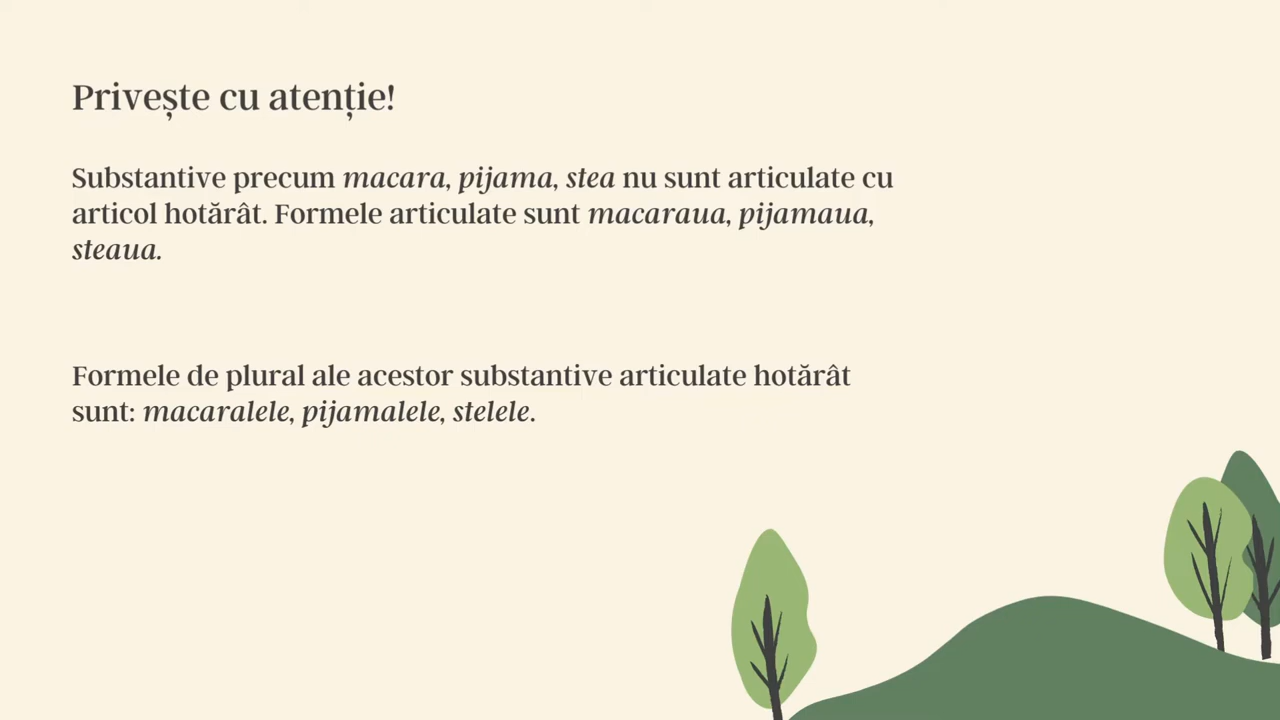 Privește cu atenție!
Substantive precum macara, pijama, stea nu sunt articulate cu
articol hotărât. Formele articulate sunt macaraua, pijamaua,
steaua.
Formele de plural ale acestor substantive articulate hotărât
sunt: macaralele, pijamalele, stelele.